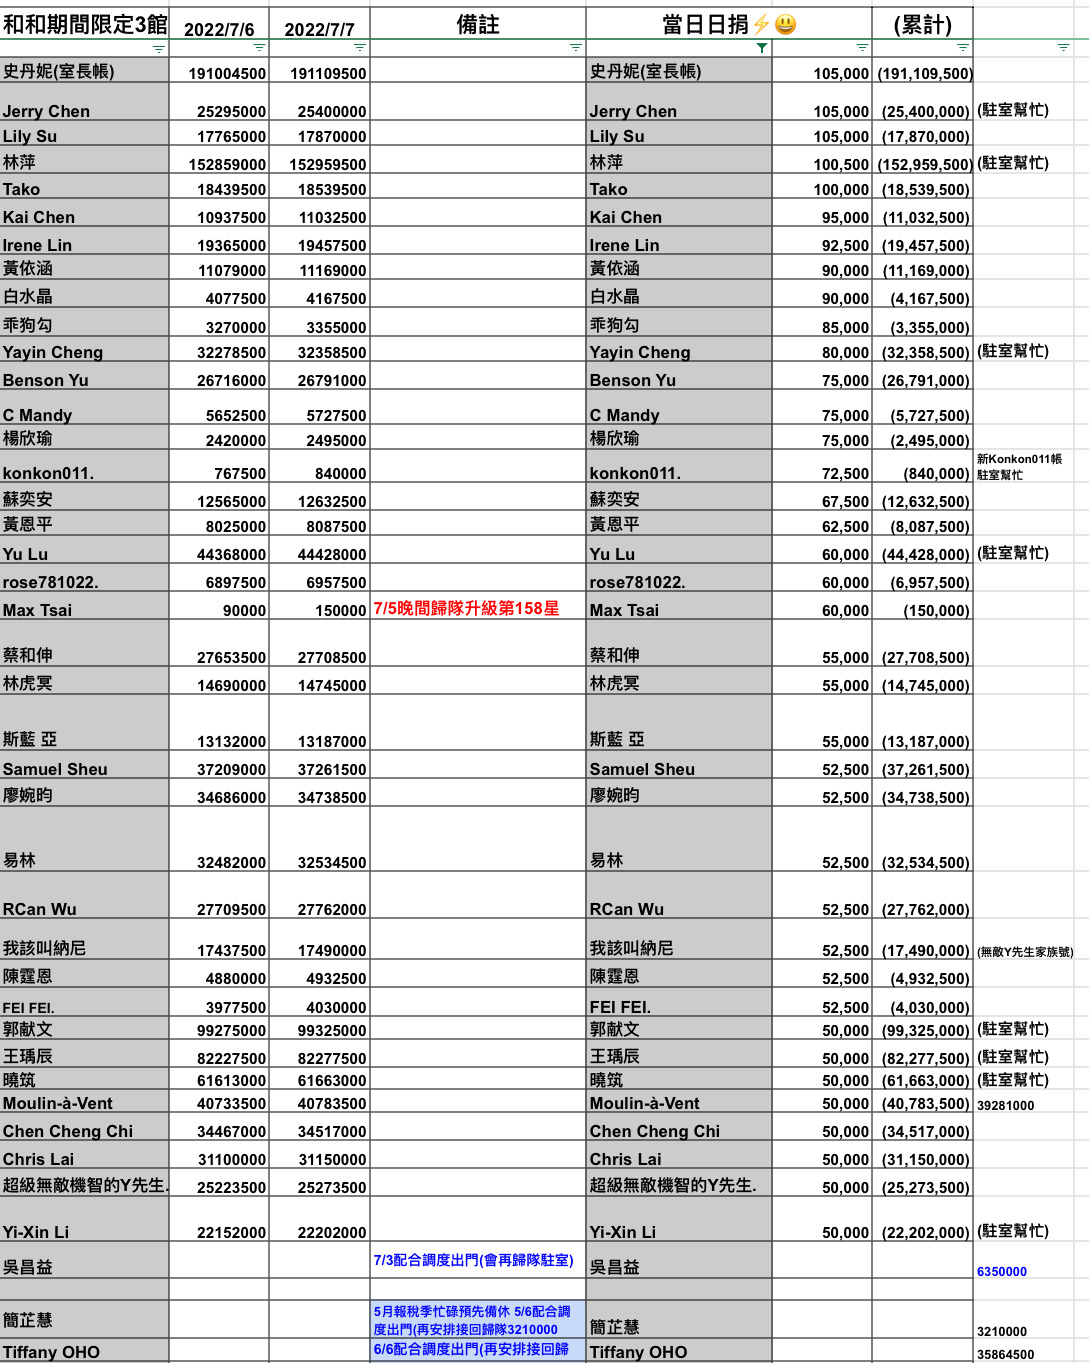 和和期間限定3館 2022/7/6 2022/7/7 備註 當日日捐⚡😃 (累計)
史丹妮(室長帳) 191004500 191109500 史丹妮(室長帳) 105,000 (191,109,500)
Jerry Chen 25295000 25400000 Jerry Chen 105,000 (25,400,000) (駐室幫忙)
Lily Su 17765000 17870000 Lily Su 105,000 (17,870,000)
林萍 152859000 152959500 林萍 100,500 (152,959,500) (駐室幫忙)
Tako 18439500 18539500 Tako 100,000 (18,539,500)
Kai Chen 10937500 11032500 Kai Chen 95,000 (11,032,500)
Irene Lin 19365000 19457500 Irene Lin 92,500 (19,457,500)
黃依涵 11079000 11169000 黃依涵 90,000 (11,169,000)
白水晶 4077500 4167500 白水晶 90,000 (4,167,500)
乖狗勾 3270000 3355000 乖狗勾 85,000 (3,355,000)
Yayin Cheng 32278500 32358500 Yayin Cheng 80,000 (32,358,500) (駐室幫忙)
Benson Yu 26716000 26791000 Benson Yu 75,000 (26,791,000)
C Mandy 5652500 5727500 C Mandy 75,000 (5,727,500)
楊欣瑜 2420000 2495000 楊欣瑜 75,000 (2,495,000)
konkon011. 767500 840000 konkon011. 72,500 (840,000) 新Konkon011帳
駐室幫忙
蘇奕安 12565000 12632500 蘇奕安 67,500 (12,632,500)
黃恩平 8025000 8087500 黃恩平 62,500 (8,087,500)
Yu Lu 44368000 44428000 Yu Lu 60,000 (44,428,000) (駐室幫忙)
rose781022. 6897500 6957500 rose781022. 60,000 (6,957,500)
Max Tsai 90000 150000 7/5晚間歸隊升級第158星 Max Tsai 60,000 (150,000)
蔡和伸 27653500 27708500 蔡和伸 55,000 (27,708,500)
林虎冥 14690000 14745000 林虎冥 55,000 (14,745,000)
斯藍 亞 13132000 13187000 斯藍 亞 55,000 (13,187,000)
Samuel Sheu 37209000 37261500 Samuel Sheu 52,500 (37,261,500)
廖婉昀 34686000 34738500 廖婉昀 52,500 (34,738,500)
易林 32482000 32534500 易林 52,500 (32,534,500)
RCan Wu 27709500 27762000 RCan Wu 52,500 (27,762,000)
我該叫納尼 17437500 17490000 我該叫納尼 52,500 (17,490,000) (無敵Y先生家族號)
陳霆恩 4880000 4932500 陳霆恩 52,500 (4,932,500)
FEI FEI. 3977500 4030000 FEI FEI. 52,500 (4,030,000)
郭献文 99275000 99325000 郭献文 50,000 (99,325,000) (駐室幫忙)
王瑀辰 82227500 82277500 王瑀辰 50,000 (82,277,500) (駐室幫忙)
曉筑 61613000 61663000 曉筑 50,000 (61,663,000) (駐室幫忙)
Moulin-à-Vent 40733500 40783500 Moulin-à-Vent 50,000 (40,783,500) 39281000
Chen Cheng Chi 34467000 34517000 Chen Cheng Chi 50,000 (34,517,000)
Chris Lai 31100000 31150000 Chris Lai 50,000 (31,150,000)
超級無敵機智的Y先生. 25223500 25273500 超級無敵機智的Y先生. 50,000 (25,273,500)
Yi-Xin Li 22152000 22202000 Yi-Xin Li 50,000 (22,202,000) (駐室幫忙)
吳昌益 7/3配合調度出門(會再歸隊駐室) 吳昌益 6350000
簡芷慧 5月報稅季忙碌預先備休 5/6配合調
度出門(再安排接回歸隊3210000 簡芷慧 3210000
Tiffany OHO 6/6配合調度出門(再安排接回歸 Tiffany OHO 35864500